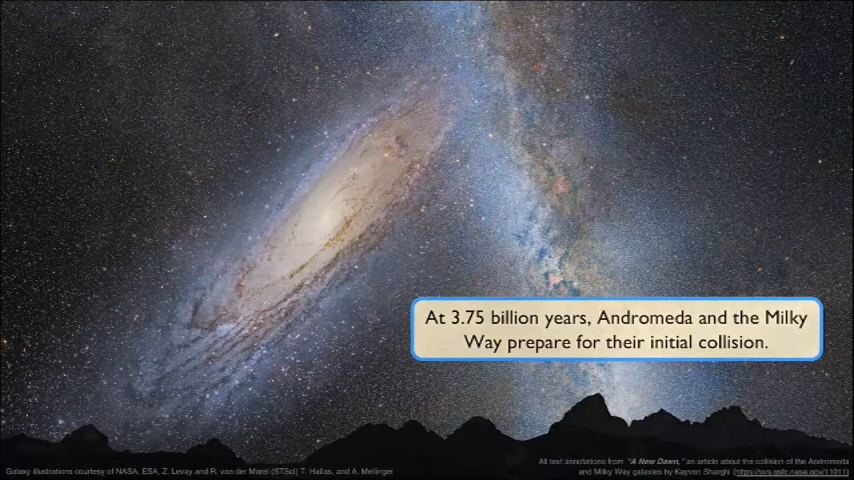 At 3.75 billion years, Andromeda and the Milky
Way prepare for their initial collision.
All text annotations from "A New Dawn," an article about the collision of the Andromeda
Galaxy illustrations courtesy of NASA, ESA, Z. Levay and R. van der Marel (STScI) T. Hallas, and A. Mellinger
and Milky Way galaxies by Kayvon Sharghi (https://svs.gsfc.nasa.gov/11011)